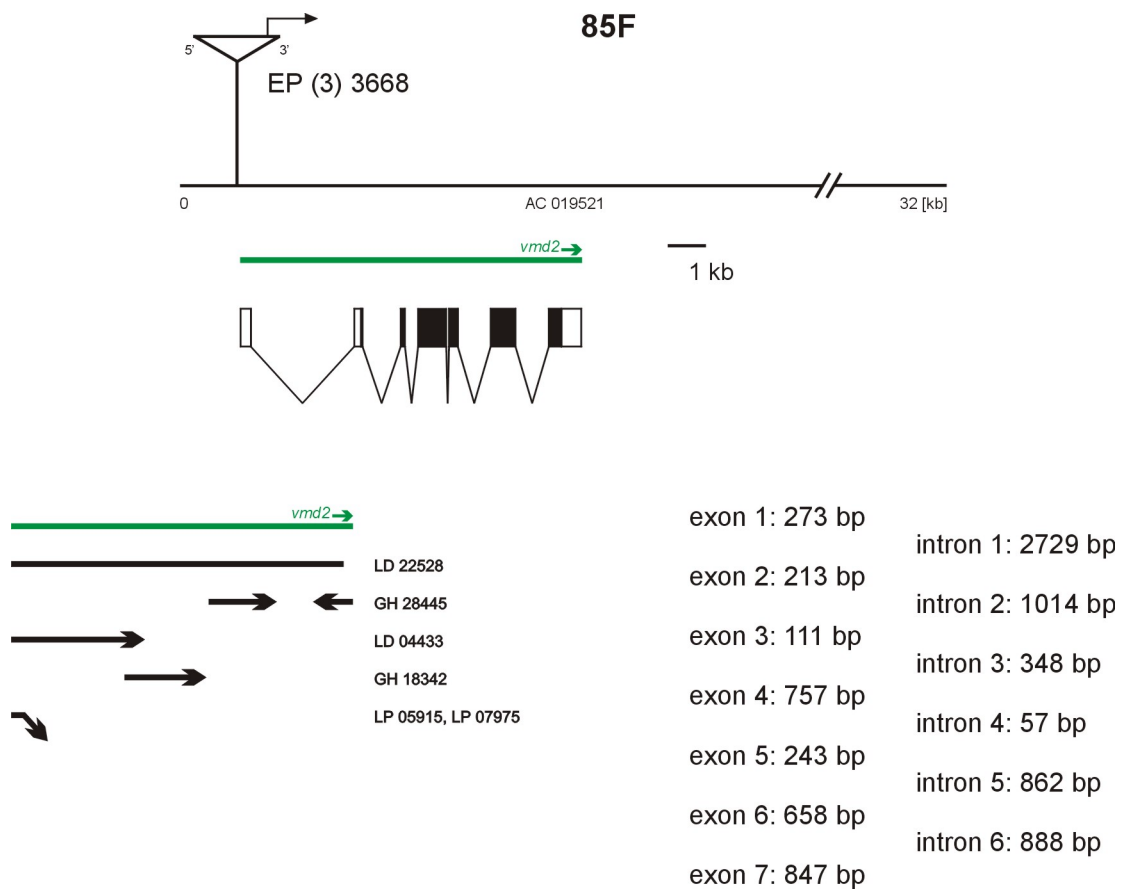 85F
5' 3'
EP (3) 3668
0 AC 019521 32 [kb]
vmd2
1 kb
vmd2
LD 22528
GH 28445
LD 04433
GH 18342
LP 05915, LP 07975
exon 1: 273 bp
intron 1: 2729 bp
exon 2: 213 bp
intron 2: 1014 bp
exon 3: 111 bp
intron 3: 348 bp
exon 4: 757 bp
intron 4: 57 bp
exon 5: 243 bp
intron 5: 862 bp
exon 6: 658 bp
intron 6: 888 bp
exon 7: 847 bp